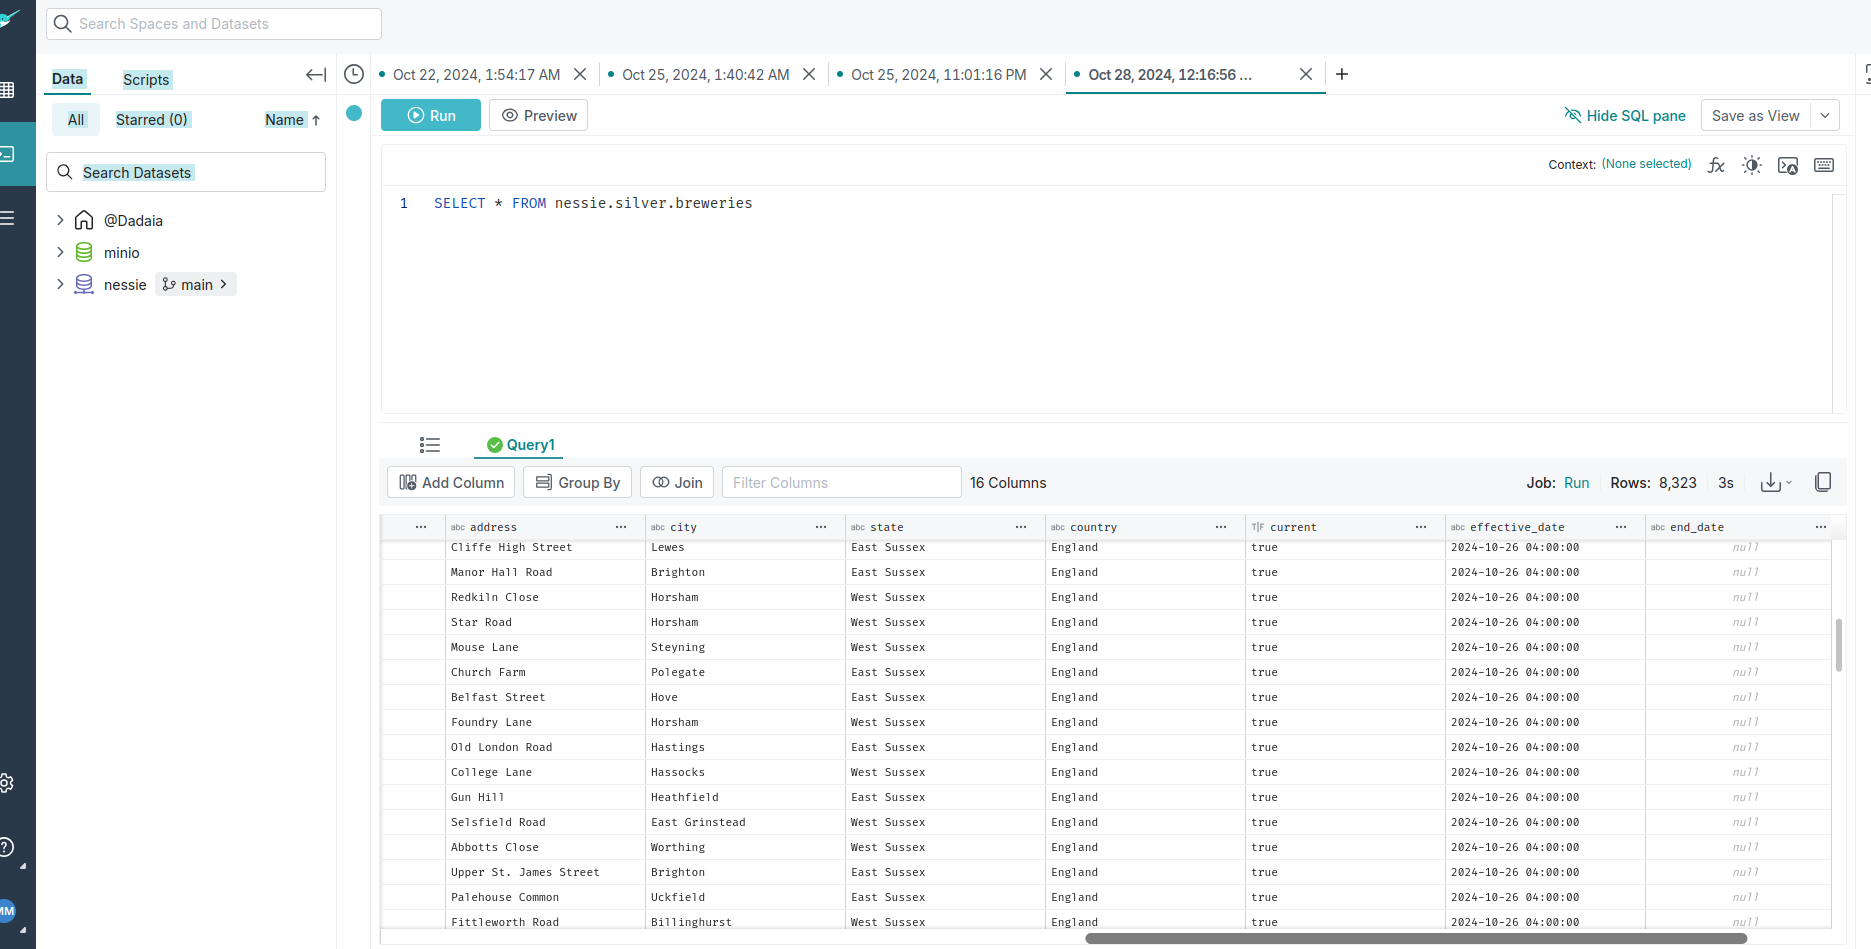 Search Spaces and Datasets
Data Scripts
Oct 22, 2024, 1:54:17 AM Oct 25, 2024, 1:40:42 AM Oct 25, 2024, 11:01:16 PM Oct 28, 2024, 12:16:56 ...
All Starred (0) Name
Run Preview Hide SQL pane Save as View
Search Datasets
Context: (None selected) fx
1 SELECT * FROM nessie.silver.breweries
@Dadaia
minio
nessie main
Query1
Add Column Group By Join Filter Columns 16 Columns Job: Run Rows: 8,323 3s
... abc address ... abc city ... abc state ... abc country ... T|F current ... abc effective_date ... abc end_date ...
Cliffe High Street Lewes East Sussex England true 2024-10-26 04:00:00 null
Manor Hall Road Brighton East Sussex England true 2024-10-26 04:00:00 null
Redkiln Close Horsham West Sussex England true 2024-10-26 04:00:00 null
Star Road Horsham West Sussex England true 2024-10-26 04:00:00 null
Mouse Lane Steyning West Sussex England true 2024-10-26 04:00:00 null
Church Farm Polegate East Sussex England true 2024-10-26 04:00:00 null
Belfast Street Hove East Sussex England true 2024-10-26 04:00:00 null
Foundry Lane Horsham West Sussex England true 2024-10-26 04:00:00 null
Old London Road Hastings East Sussex England true 2024-10-26 04:00:00 null
College Lane Hassocks West Sussex England true 2024-10-26 04:00:00 null
Gun Hill Heathfield East Sussex England true 2024-10-26 04:00:00 null
Selsfield Road East Grinstead West Sussex England true 2024-10-26 04:00:00 null
Abbotts Close Worthing West Sussex England true 2024-10-26 04:00:00 null
Upper St. James Street Brighton East Sussex England true 2024-10-26 04:00:00 null
Palehouse Common Uckfield East Sussex England true 2024-10-26 04:00:00 null
Fittleworth Road Billinghurst West Sussex England true 2024-10-26 04:00:00 null
MM